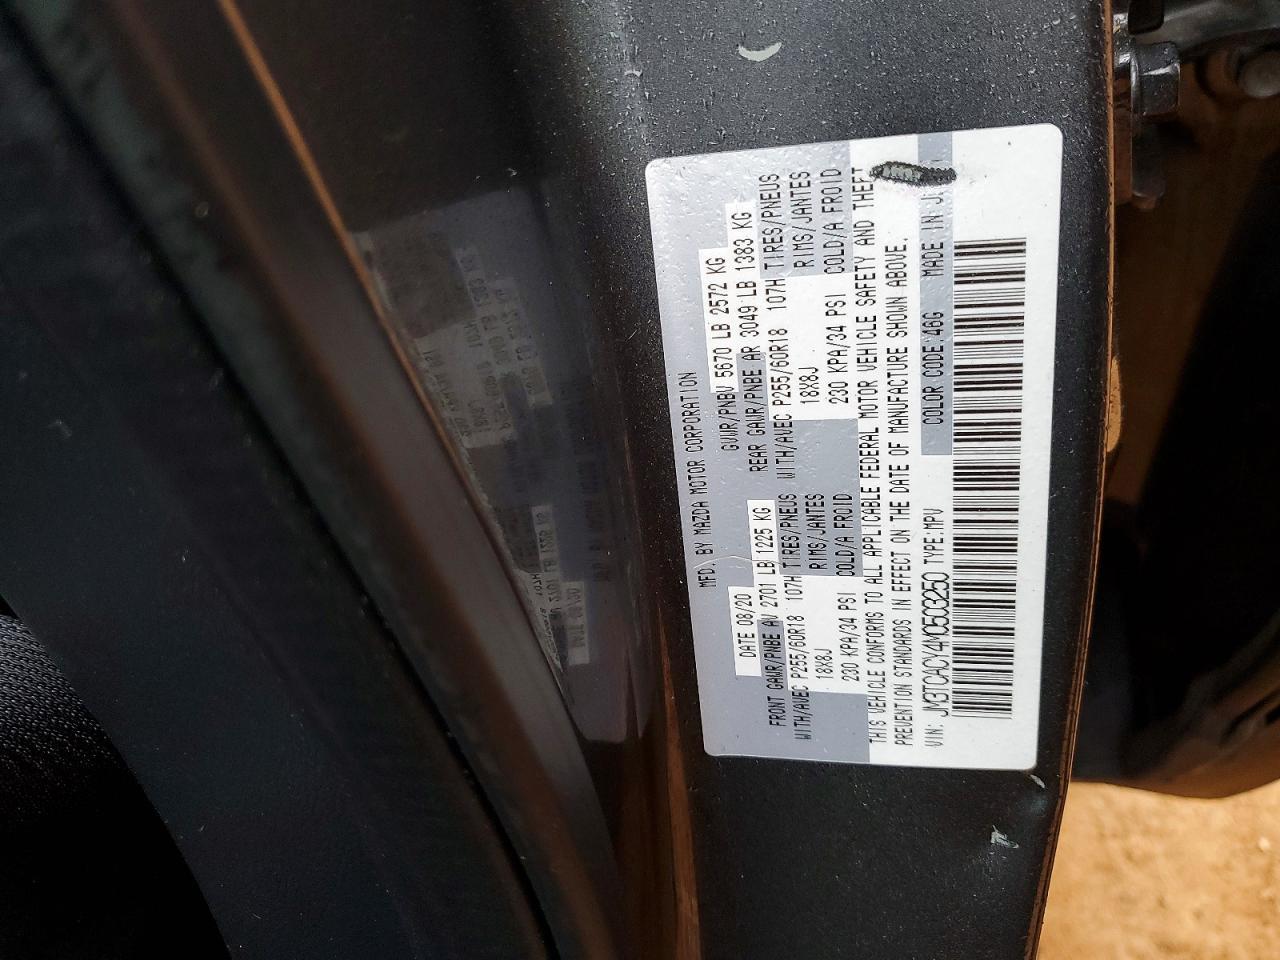 MFD. BY MAZDA MOTOR CORPORATION
DATE 08/20 GVWR/PNBV 5670 LB 2572 KG
FRONT GAWR/PNBE AV 2701 LB 1225 KG REAR GAWR/PNBE AR 3049 LB 1383 KG
WITH/AVEC P255/60R18 107H TIRES/PNEUS WITH/AVEC P255/60R18 107H TIRES/PNEUS
18X8J RIMS/JANTES 18X8J RIMS/JANTES
230 KPA/34 PSI COLD/A FROID 230 KPA/34 PSI COLD/A FROID
THIS VEHICLE CONFORMS TO ALL APPLICABLE FEDERAL MOTOR VEHICLE SAFETY AND THEFT
PREVENTION STANDARDS IN EFFECT ON THE DATE OF MANUFACTURE SHOWN ABOVE.
VIN: JM3TCACY4M0503250 TYPE:MPV COLOR CODE:46G MADE IN